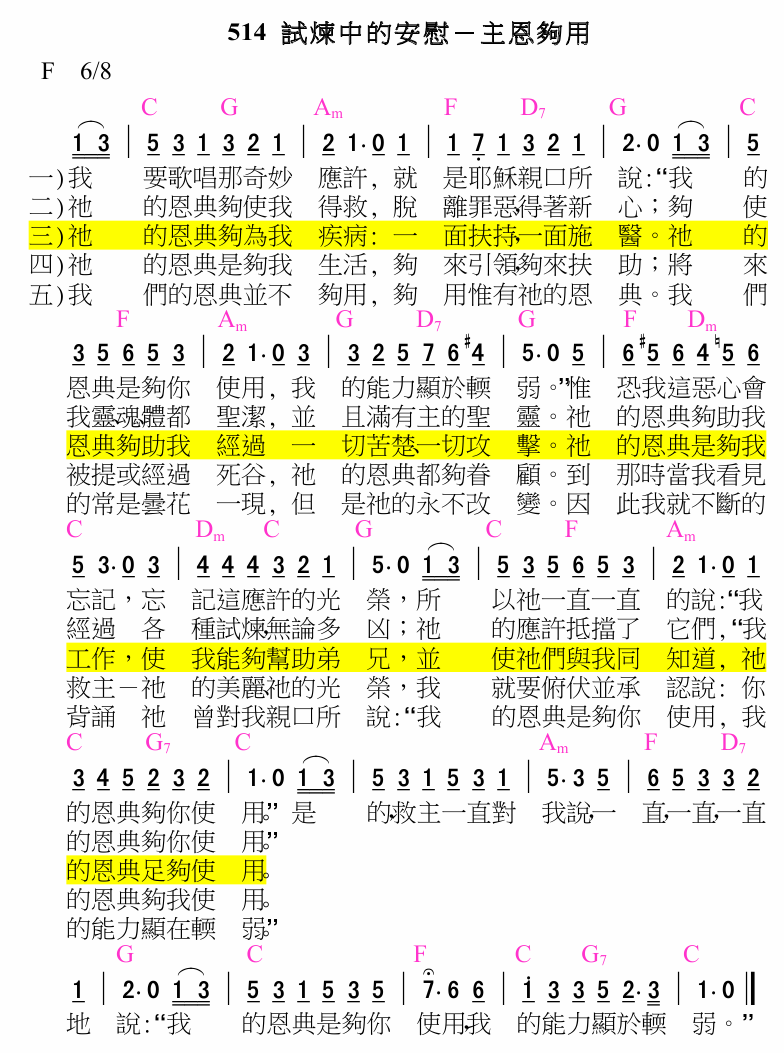 514 試煉中的安慰－主恩夠用
F 6/8
C G Am F D7 G C
1 3 | 5 3 1 3 2 1 | 2 1·0 1 | 1 7 1 3 2 1 | 2·0 1 3 | 5
一)我 要歌唱那奇妙 應許, 就 是耶穌親口所 說:“我 的
二)祂 的恩典夠使我 得救, 脫 離罪惡,得著新 心；夠 使
三)祂 的恩典夠為我 疾病: 一 面扶持,一面施 醫。祂 的
四)祂 的恩典是夠我 生活, 夠 來引領,夠來扶 助；將 來
五)我 們的恩典並不 夠用, 夠 用惟有祂的恩 典。我 們
F Am G D7 G F Dm
3 5 6 5 3 | 2 1·0 3 | 3 2 5 7 6 #4 | 5·0 5 | 6 #5 6 4 ♮5 6
恩典是夠你 使用, 我 的能力顯於輭 弱。”惟 恐我這惡心會
我靈、魂、體都 聖潔, 並 且滿有主的聖 靈。祂 的恩典夠助我
恩典夠助我 經過 一 切苦楚、一切攻 擊。祂 的恩典是夠我
被提或經過 死谷, 祂 的恩典都夠眷 顧。到 那時當我看見
的常是曇花 一現, 但 是祂的永不改 變。因 此我就不斷的
C Dm C G C F Am
5 3·0 3 | 4 4 4 3 2 1 | 5·0 1 3 | 5 3 5 6 5 3 | 2 1·0 1
忘記，忘 記這應許的光 榮，所 以祂一直一直 的說:“我
經過 各 種試煉,無論多 凶；祂 的應許抵擋了 它們,“我
工作，使 我能夠幫助弟 兄，並 使祂們與我同 知道, 祂
救主－祂 的美麗,祂的光 榮，我 就要俯伏並承 認說: 你
背誦 祂 曾對我親口所 說:“我 的恩典是夠你 使用, 我
C G7 C Am F D7
3 4 5 2 3 2 | 1·0 1 3 | 5 3 1 5 3 1 | 5·3 5 | 6 5 3 3 2
的恩典夠你使 用。” 是 的,救主一直對 我說,一 直,一直,一直
的恩典夠你使 用。”
的恩典足夠使 用。
的恩典夠我使 用。
的能力顯在輭 弱。”
G C F C G7 C
1 | 2·0 1 3 | 5 3 1 5 3 5 | 7·6 6 | 1 3 3 5 2·3 | 1·0
地 說:“我 的恩典是夠你 使用,我 的能力顯於輭 弱。”